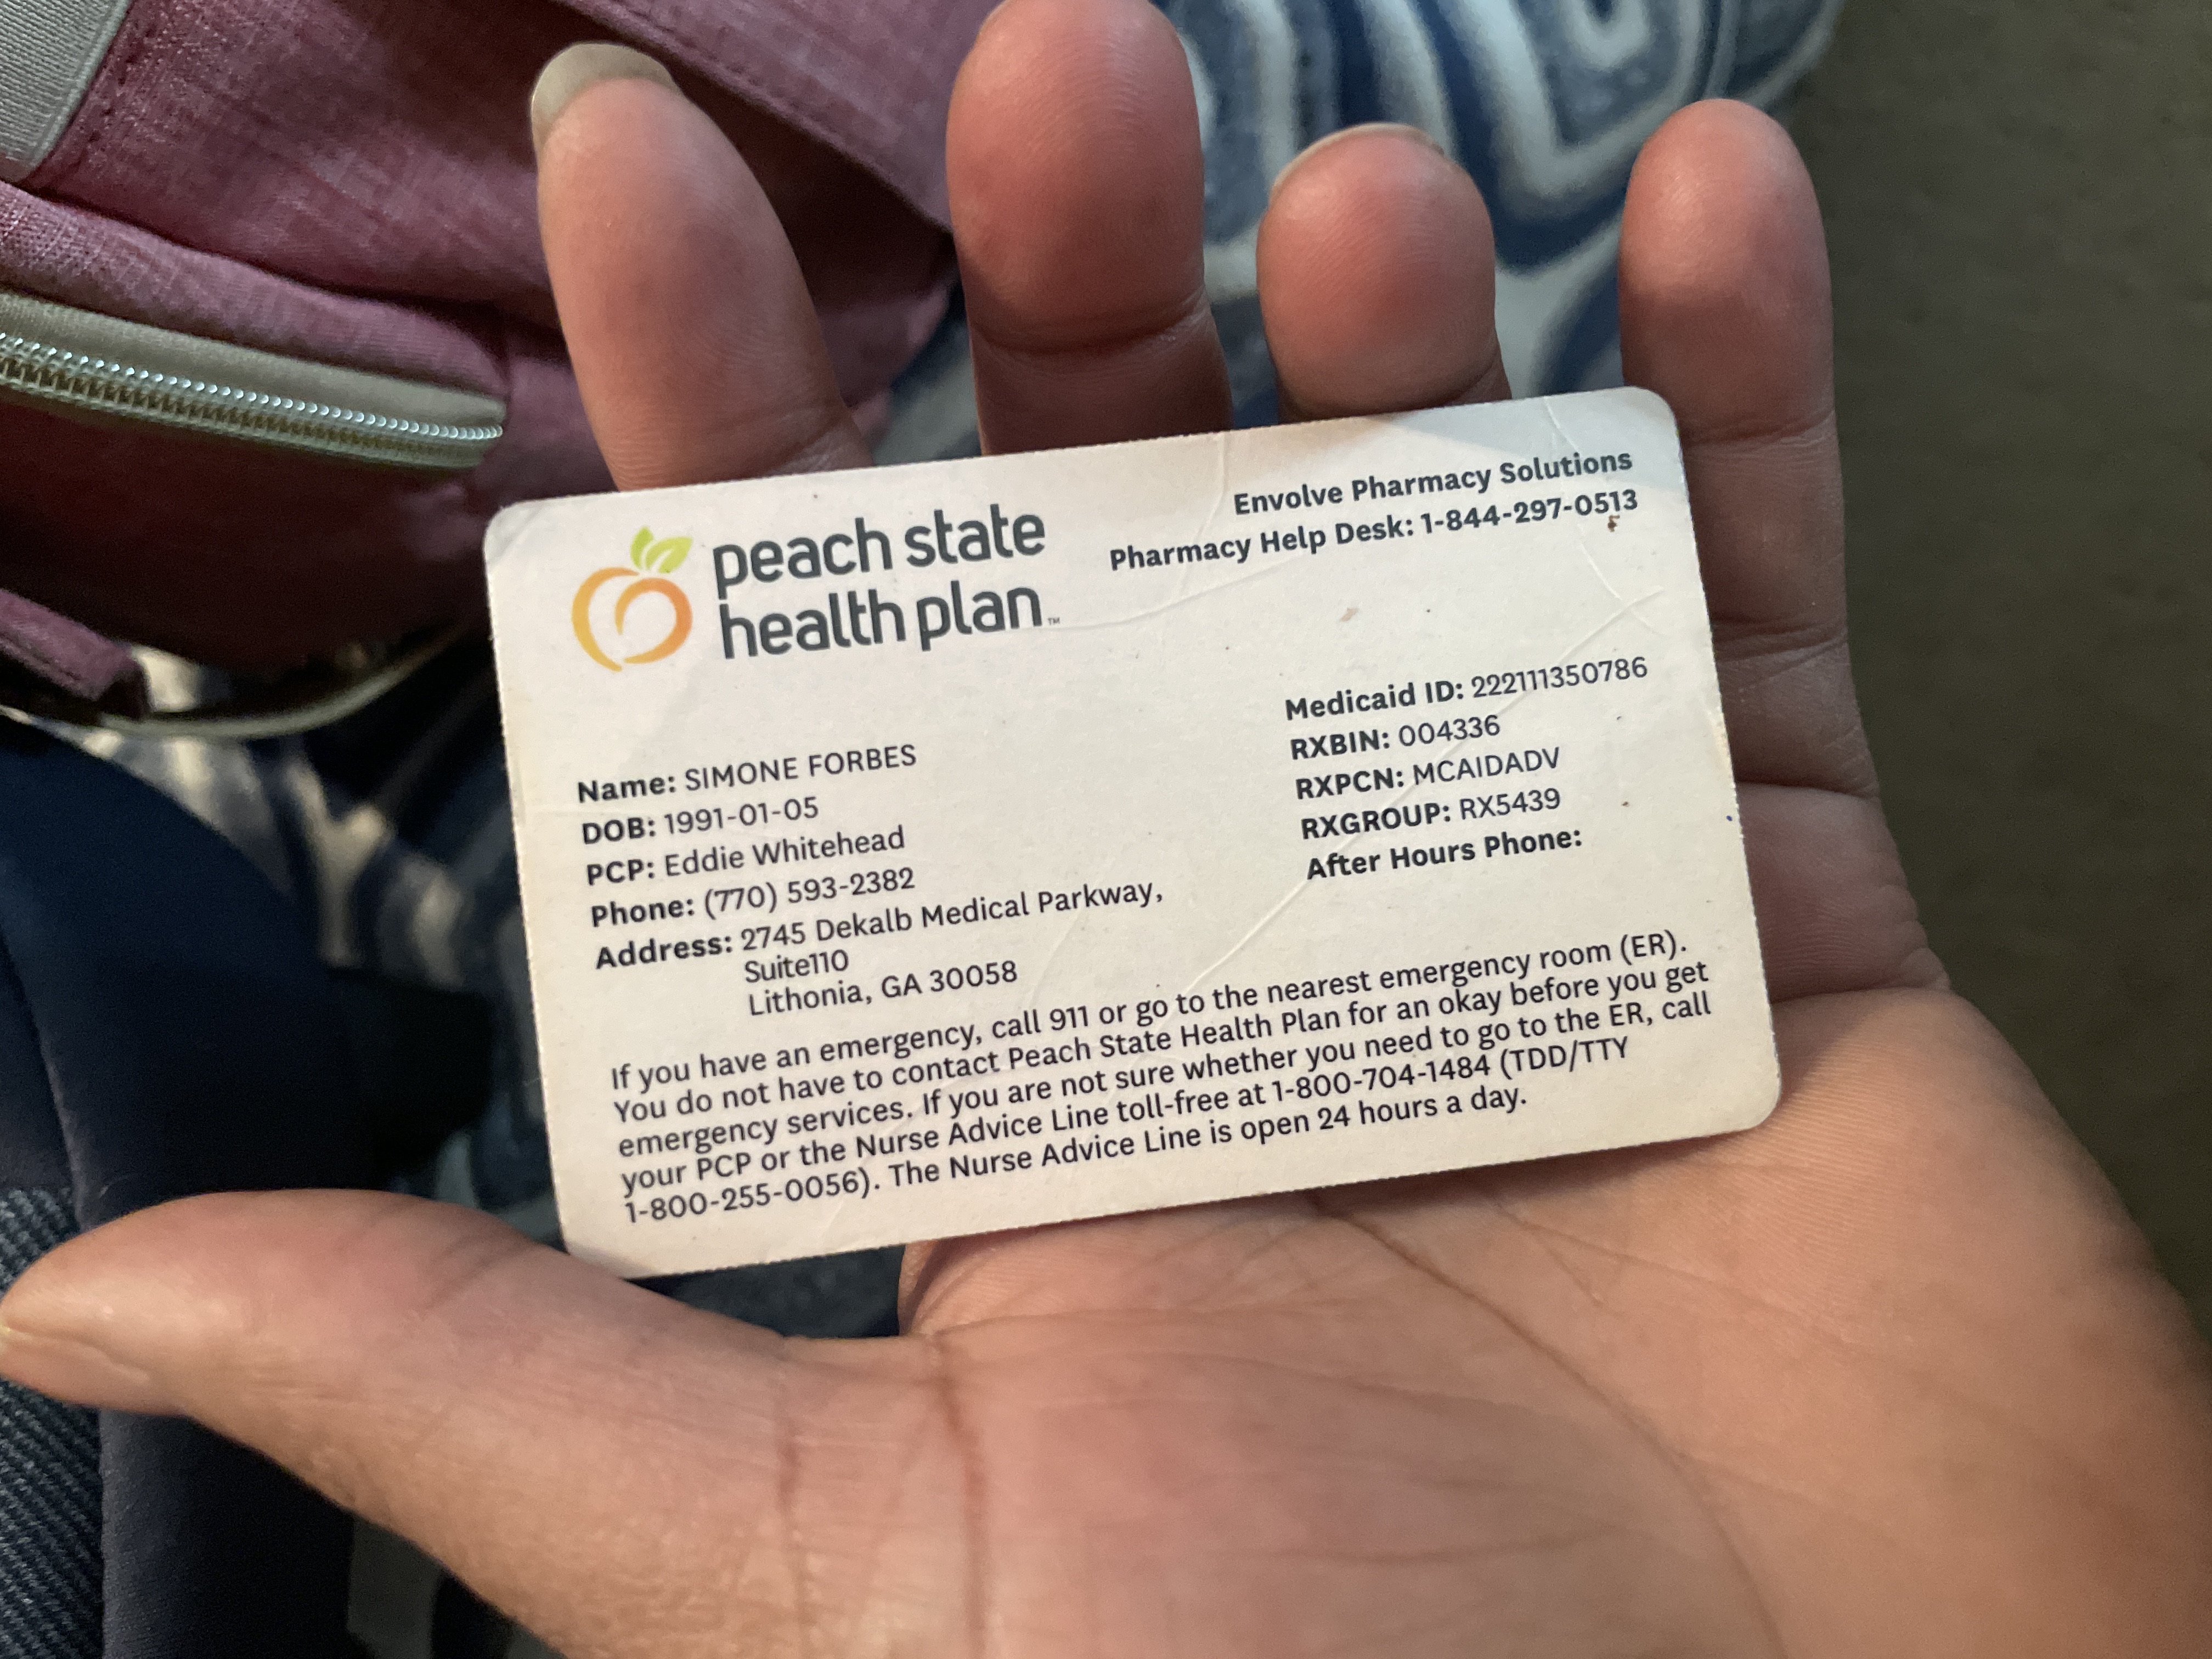 peach state
health plan™
Envolve Pharmacy Solutions
Pharmacy Help Desk: 1-844-297-0513
Name: SIMONE FORBES
DOB: 1991-01-05
PCP: Eddie Whitehead
Phone: (770) 593-2382
Address: 2745 Dekalb Medical Parkway,
Suite110
Lithonia, GA 30058
Medicaid ID: 222111350786
RXBIN: 004336
RXPCN: MCAIDADV
RXGROUP: RX5439
After Hours Phone:
If you have an emergency, call 911 or go to the nearest emergency room (ER).
You do not have to contact Peach State Health Plan for an okay before you get
emergency services. If you are not sure whether you need to go to the ER, call
your PCP or the Nurse Advice Line toll-free at 1-800-704-1484 (TDD/TTY
1-800-255-0056). The Nurse Advice Line is open 24 hours a day.